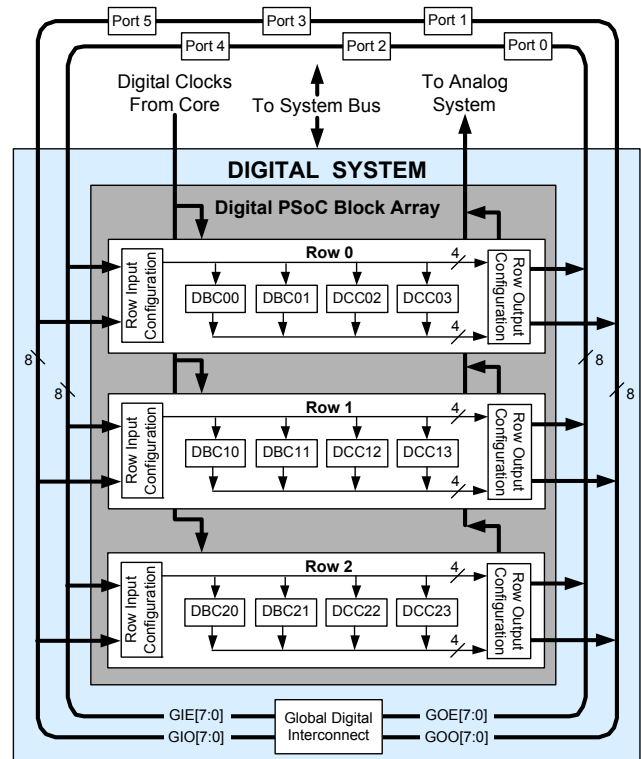 Port 5
Port 3
Port 1
Port 4
Port 2
Port 0
Digital Clocks
From Core
To System Bus
To Analog
System
DIGITAL SYSTEM
Digital PSoC Block Array
Row 0
Row Input
Configuration
DBC00
DBC01
DCC02
DCC03
4
4
Row Output
Configuration
8
8
8
8
Row 1
Row Input
Configuration
DBC10
DBC11
DCC12
DCC13
4
4
Row Output
Configuration
Row 2
Row Input
Configuration
DBC20
DBC21
DCC22
DCC23
4
4
Row Output
Configuration
GIE[7:0]
GIO[7:0]
Global Digital
Interconnect
GOE[7:0]
GOO[7:0]